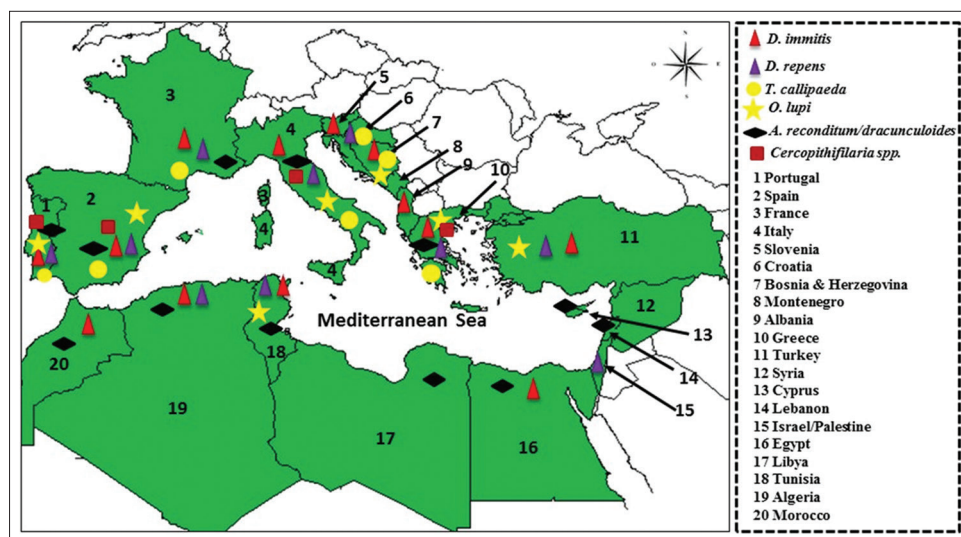 3
5
6
7
8
9
10
4
1
2
3
4
4
11
12
13
14
15
Mediterranean Sea
18
20
19
17
16
D. immitis
D. repens
T. callipaeda
O. lupi
A. reconditum/dracunculoides
Cercopithifilaria spp.
1 Portugal
2 Spain
3 France
4 Italy
5 Slovenia
6 Croatia
7 Bosnia & Herzegovina
8 Montenegro
9 Albania
10 Greece
11 Turkey
12 Syria
13 Cyprus
14 Lebanon
15 Israel/Palestine
16 Egypt
17 Libya
18 Tunisia
19 Algeria
20 Morocco